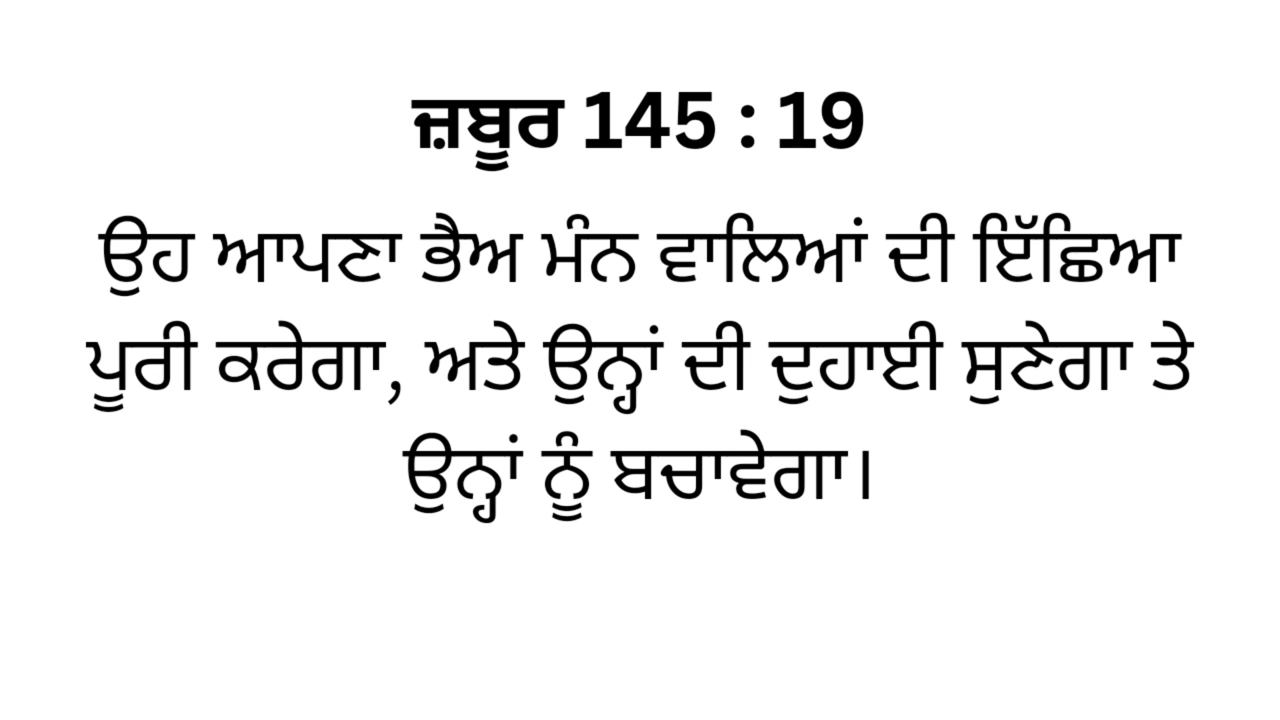 ਜ਼ਬੂਰ 145 : 19
ਉਹ ਆਪਣਾ ਭੈਅ ਮੰਨ ਵਾਲਿਆਂ ਦੀ ਇੱਛਿਆ
ਪੂਰੀ ਕਰੇਗਾ, ਅਤੇ ਉਨ੍ਹਾਂ ਦੀ ਦੁਹਾਈ ਸੁਣੇਗਾ ਤੇ
ਉਨ੍ਹਾਂ ਨੂੰ ਬਚਾਵੇਗਾ।